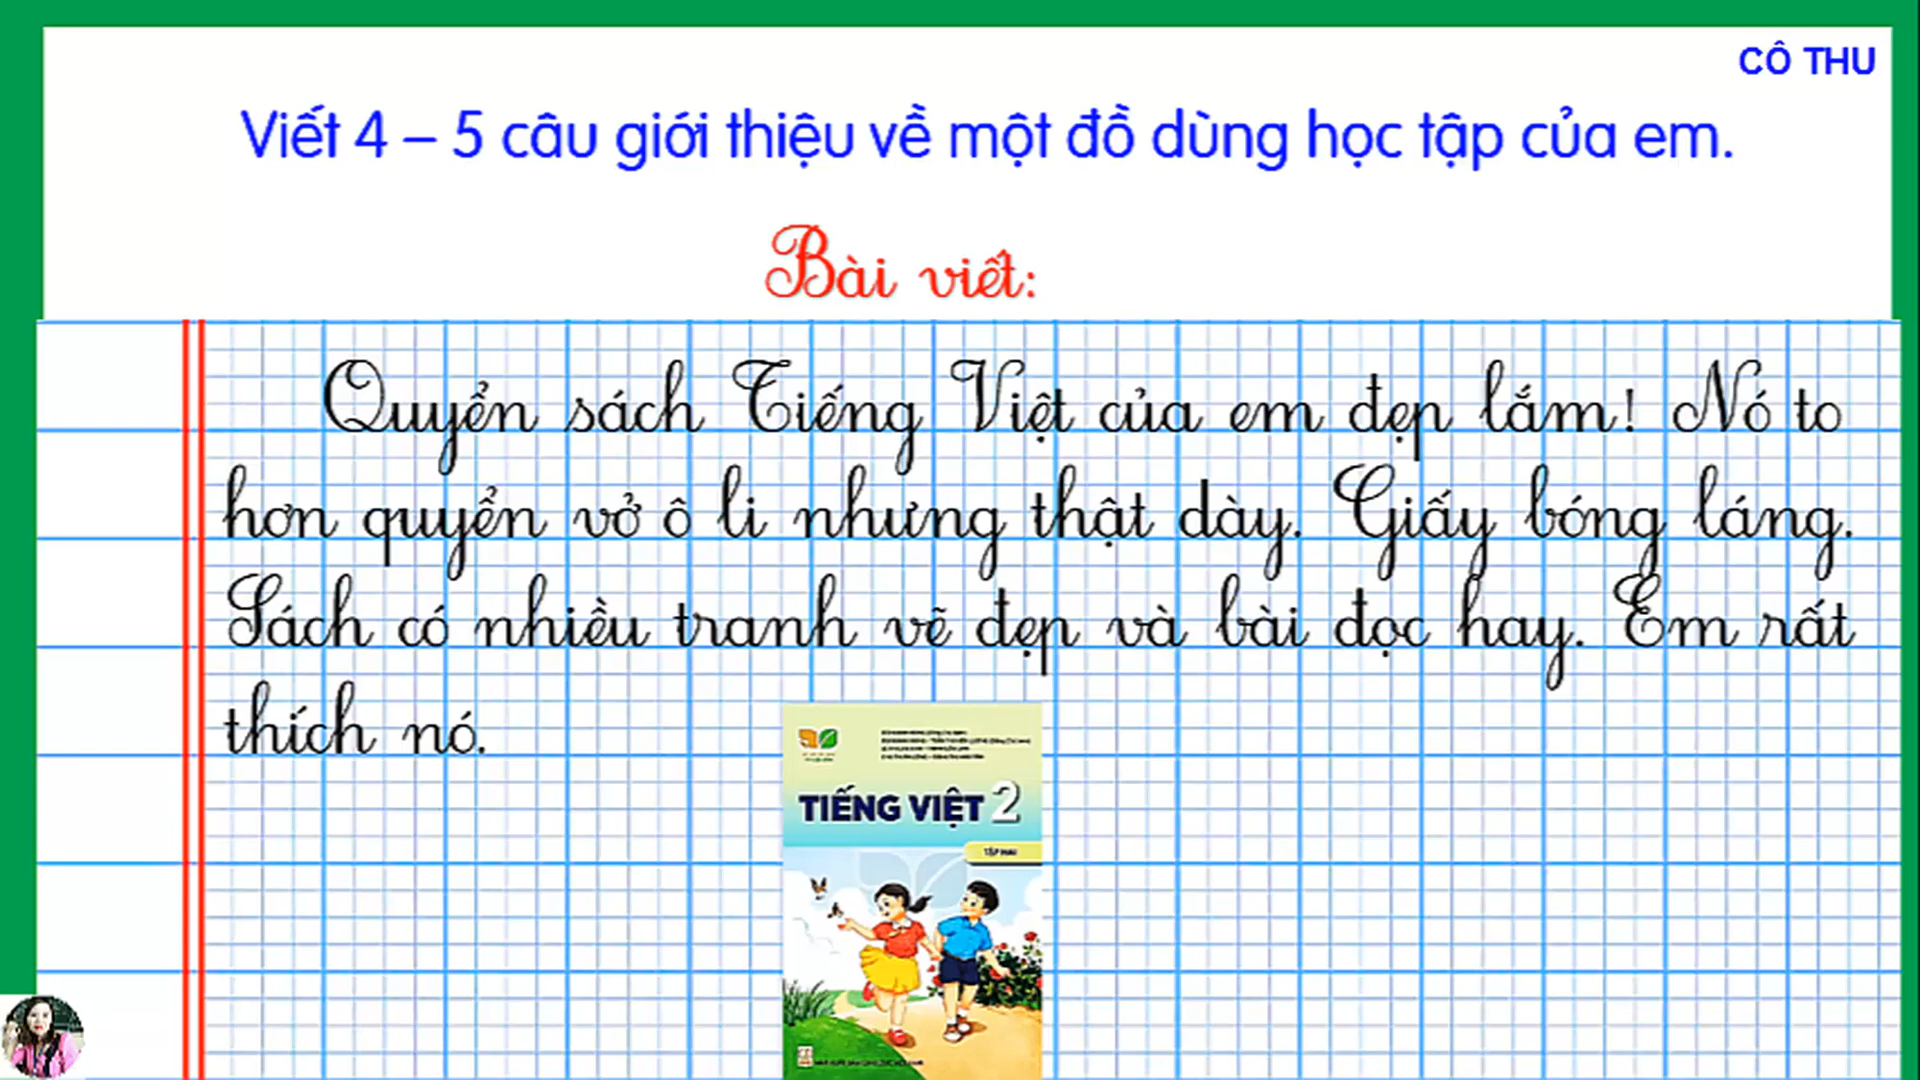 CÔ THU
Viết 4 – 5 câu giới thiệu về một đồ dùng học tập của em.
Bài viết:
Quyển sách Tiếng Việt của em đẹp lắm! Nó to
hơn quyển vở ô li nhưng thật dày. Giấy bóng láng.
Sách có nhiều tranh vẽ đẹp và bài đọc hay. Em rất
thích nó.
TIẾNG VIỆT 2
TẬP HAI